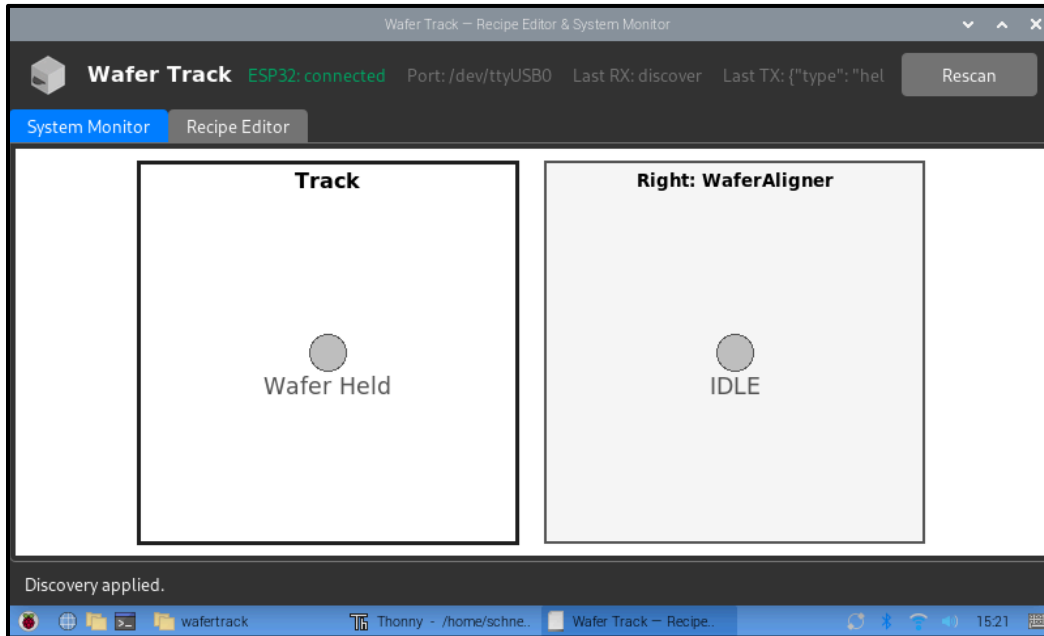 Wafer Track — Recipe Editor & System Monitor
Wafer Track ESP32: connected Port: /dev/ttyUSB0 Last RX: discover Last TX: {"type": "hel Rescan
System Monitor Recipe Editor
Track Right: WaferAligner
Wafer Held IDLE
Discovery applied.
wafertrack Thonny - /home/schne.. Wafer Track — Recipe.. 15:21